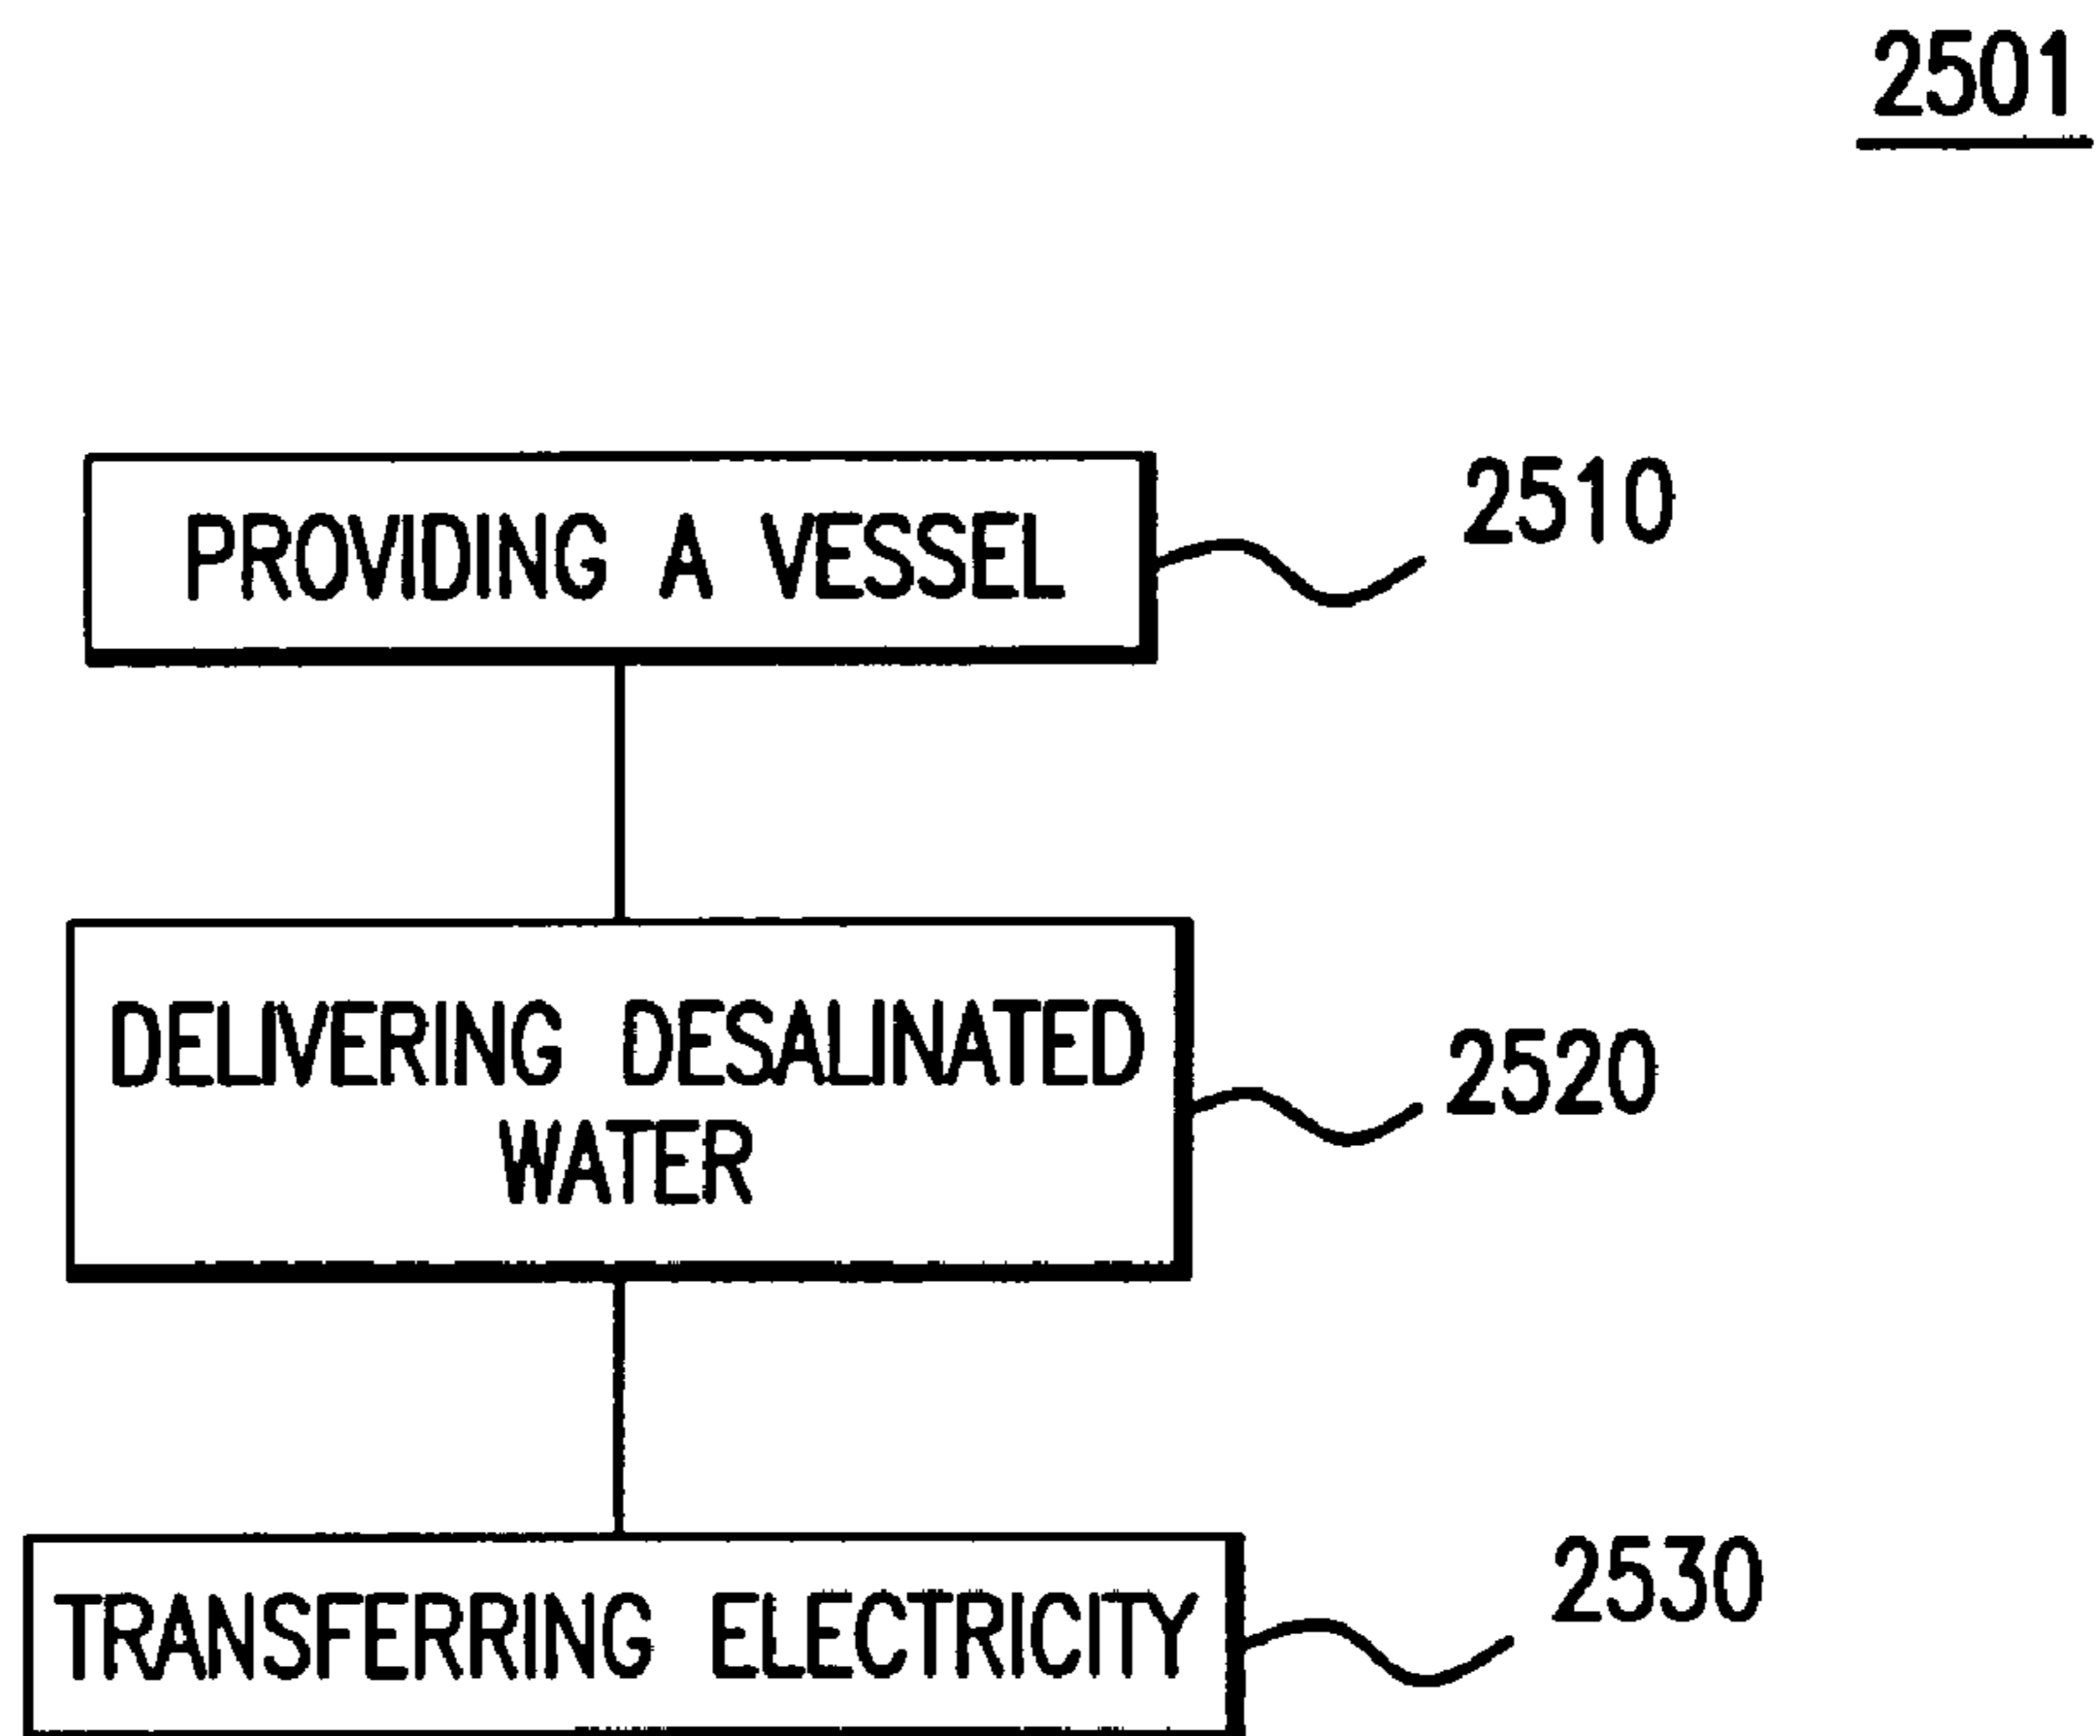 2501
PROVIDING A VESSEL
2510
DELIVERING DESALINATED
WATER
2520
TRANSFERRING ELECTRICITY
2530